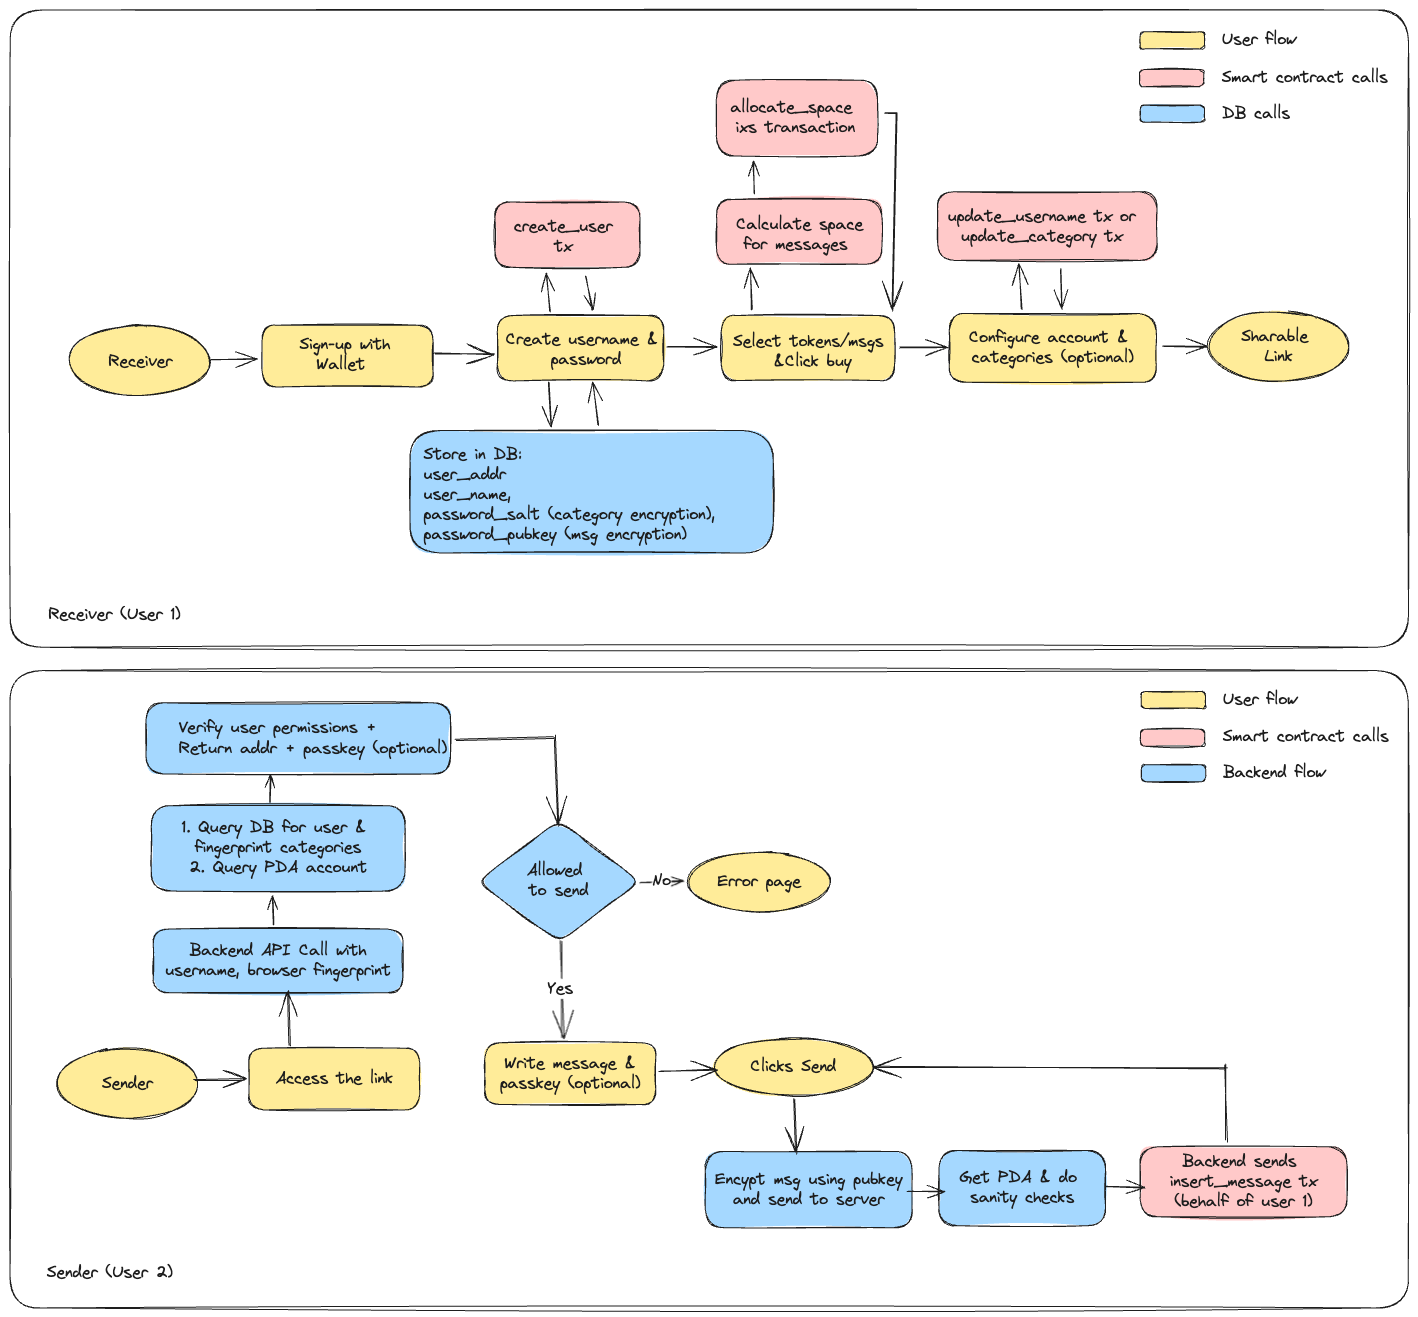 User flow
Smart contract calls
DB calls
allocate_space
ixs transaction
create_user
tx
Calculate space
for messages
update_username tx or
update_category tx
Receiver
Sign-up with
Wallet
Create username &
password
Select tokens/msgs
&Click buy
Configure account &
categories (optional)
Sharable
Link
Store in DB:
user_addr
user_name,
password_salt (category encryption),
password_pubkey (msg encryption)
Receiver (User 1)
User flow
Smart contract calls
Backend flow
Verify user permissions +
Return addr + passkey (optional)
1. Query DB for user &
fingerprint categories
2. Query PDA account
Allowed
to send
No
Error page
Backend API Call with
username, browser fingerprint
Yes
Sender
Access the link
Write message &
passkey (optional)
Clicks Send
Encypt msg using pubkey
and send to server
Get PDA & do
sanity checks
Backend sends
insert_message tx
(behalf of user 1)
Sender (User 2)